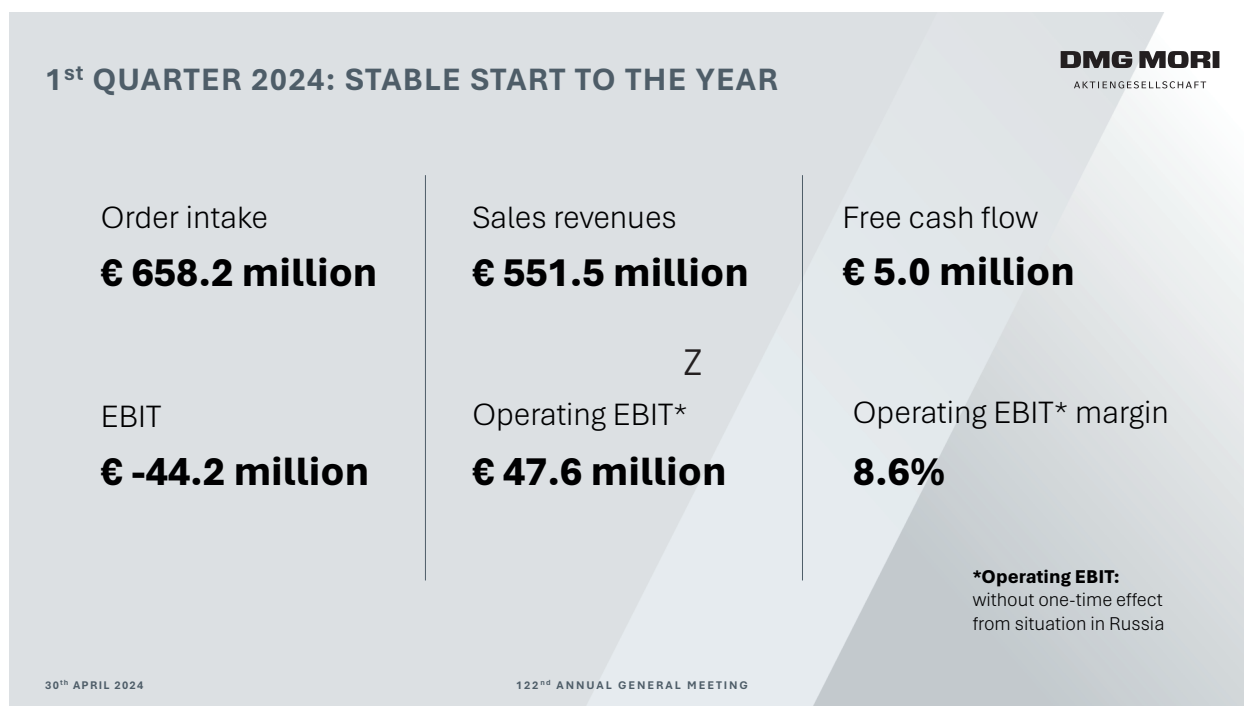 1st QUARTER 2024: STABLE START TO THE YEAR
DMG MORI
AKTIENGESELLSCHAFT
Order intake
€ 658.2 million
Sales revenues
€ 551.5 million
Free cash flow
€ 5.0 million
Z
EBIT
€ -44.2 million
Operating EBIT*
€ 47.6 million
Operating EBIT* margin
8.6%
*Operating EBIT:
without one-time effect
from situation in Russia
30th APRIL 2024
122nd ANNUAL GENERAL MEETING